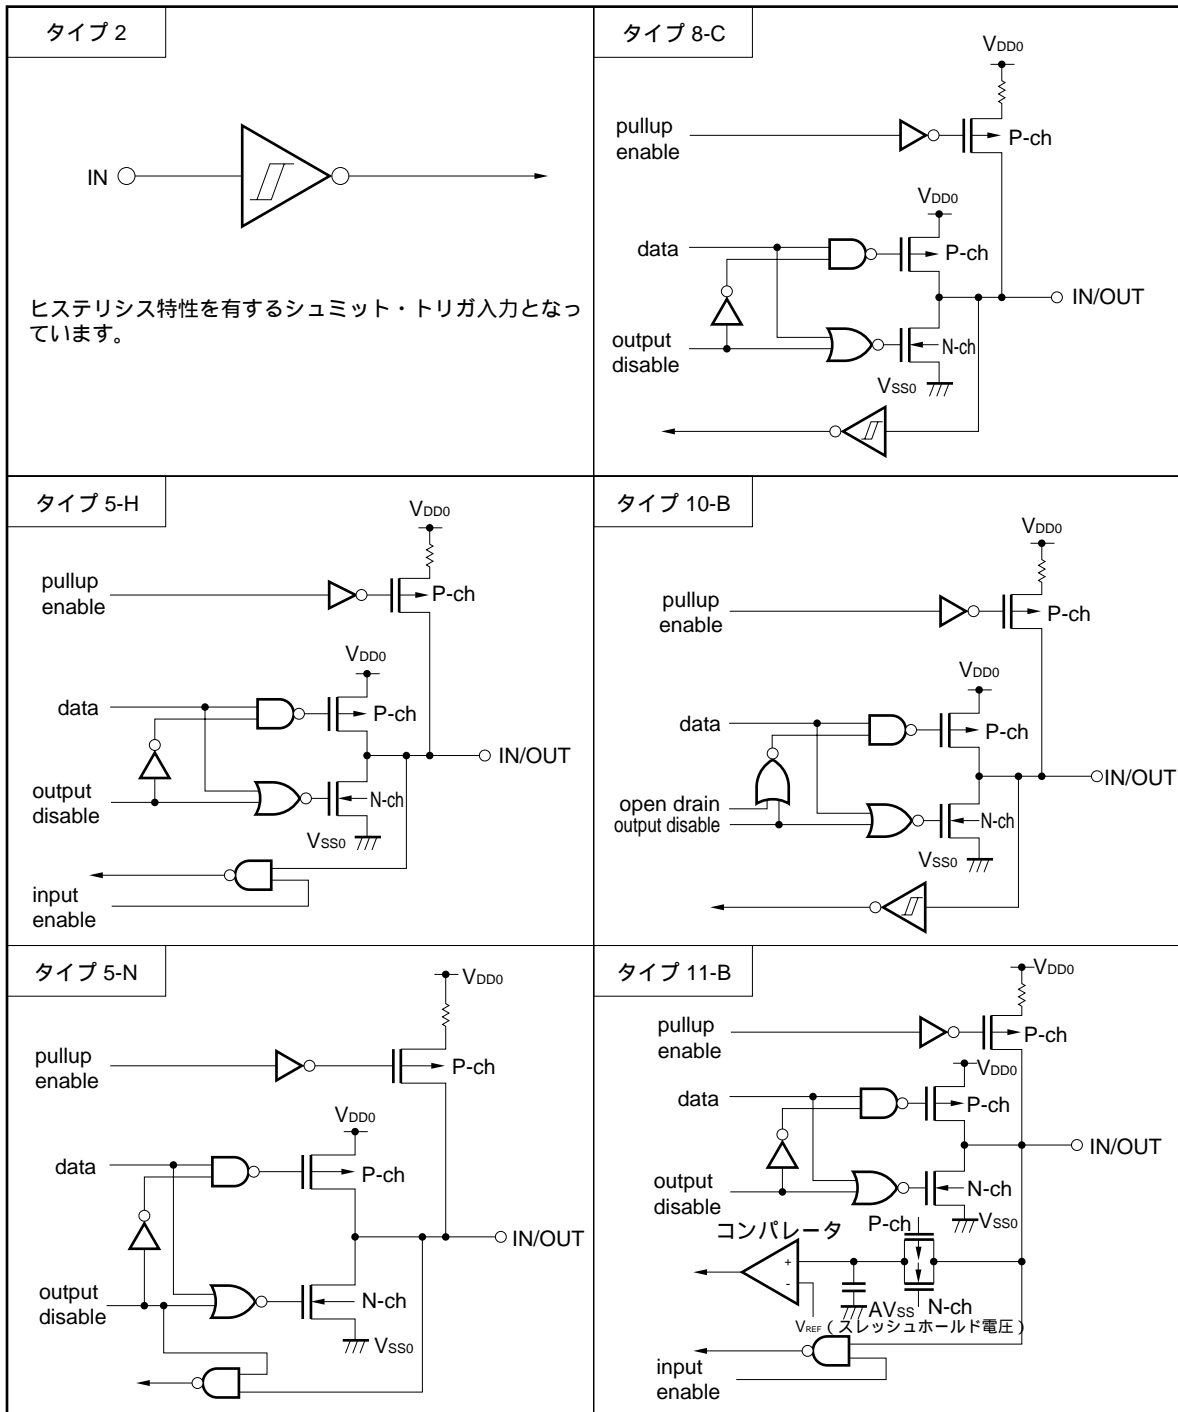 タイプ 2
IN
ヒステリシス特性を有するシュミット・トリガ入力となっ
ています。
タイプ 8-C
VDD0
pullup
enable
P-ch
VDD0
data
P-ch
IN/OUT
output
disable
N-ch
VSS0
タイプ 5-H
VDD0
pullup
enable
P-ch
VDD0
data
P-ch
IN/OUT
output
disable
N-ch
VSS0
input
enable
タイプ 10-B
VDD0
pullup
enable
P-ch
VDD0
data
P-ch
IN/OUT
open drain
output disable
N-ch
VSS0
タイプ 5-N
VDD0
pullup
enable
P-ch
VDD0
data
P-ch
IN/OUT
output
disable
N-ch
VSS0
タイプ 11-B
VDD0
pullup
enable
P-ch
VDD0
data
P-ch
IN/OUT
output
disable
N-ch
VSS0
P-ch
コンパレータ
+
-
AVSS
N-ch
VREF(スレッシュホールド電圧)
input
enable